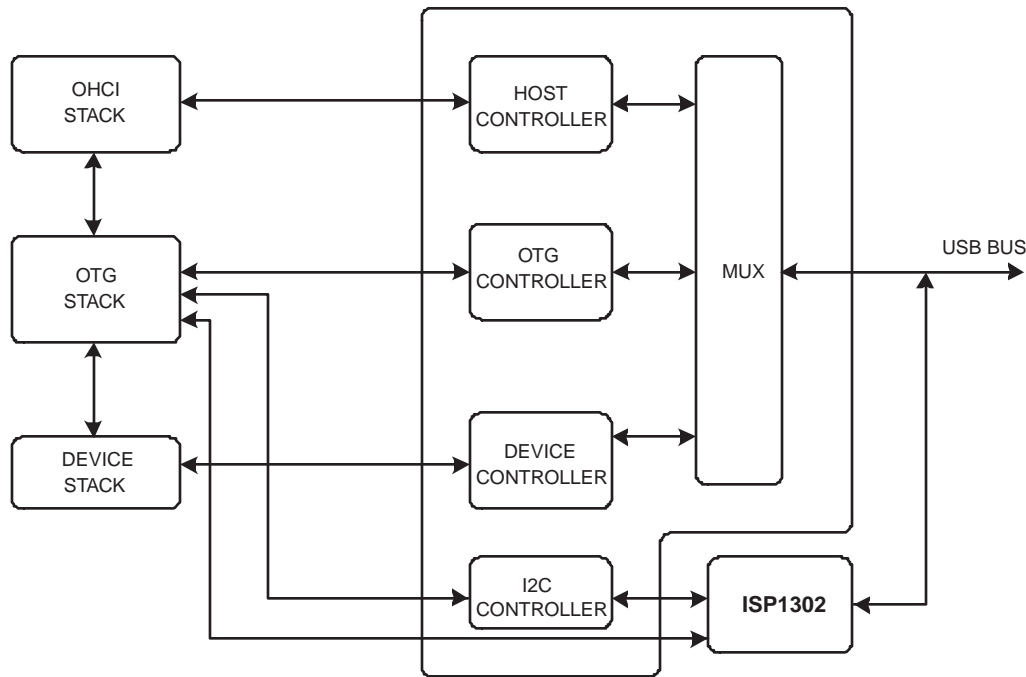 OHCI
STACK
HOST
CONTROLLER
OTG
STACK
OTG
CONTROLLER
MUX
USB BUS
DEVICE
STACK
DEVICE
CONTROLLER
I2C
CONTROLLER
ISP1302